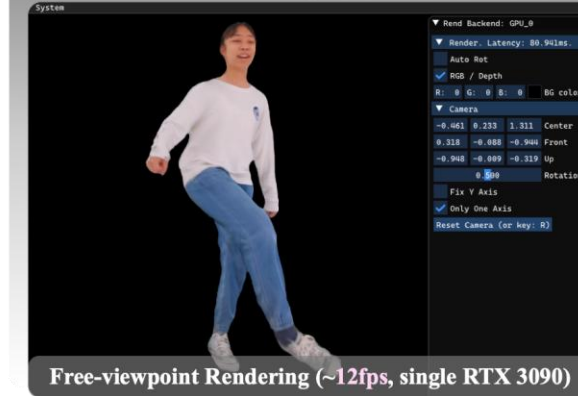 System
▼ Rend Backend: GPU_0
▼ Render. Latency: 80.941ms.
Auto Rot
RGB / Depth
R: 0 G: 0 B: 0 BG colo
▼ Camera
-0.461 0.233 1.311 Center
0.318 -0.088 -0.944 Front
-0.948 -0.009 -0.319 Up
0.500 Rotatio
Fix Y Axis
Only One Axis
Reset Camera (or key: R)
Free-viewpoint Rendering (~12fps, single RTX 3090)